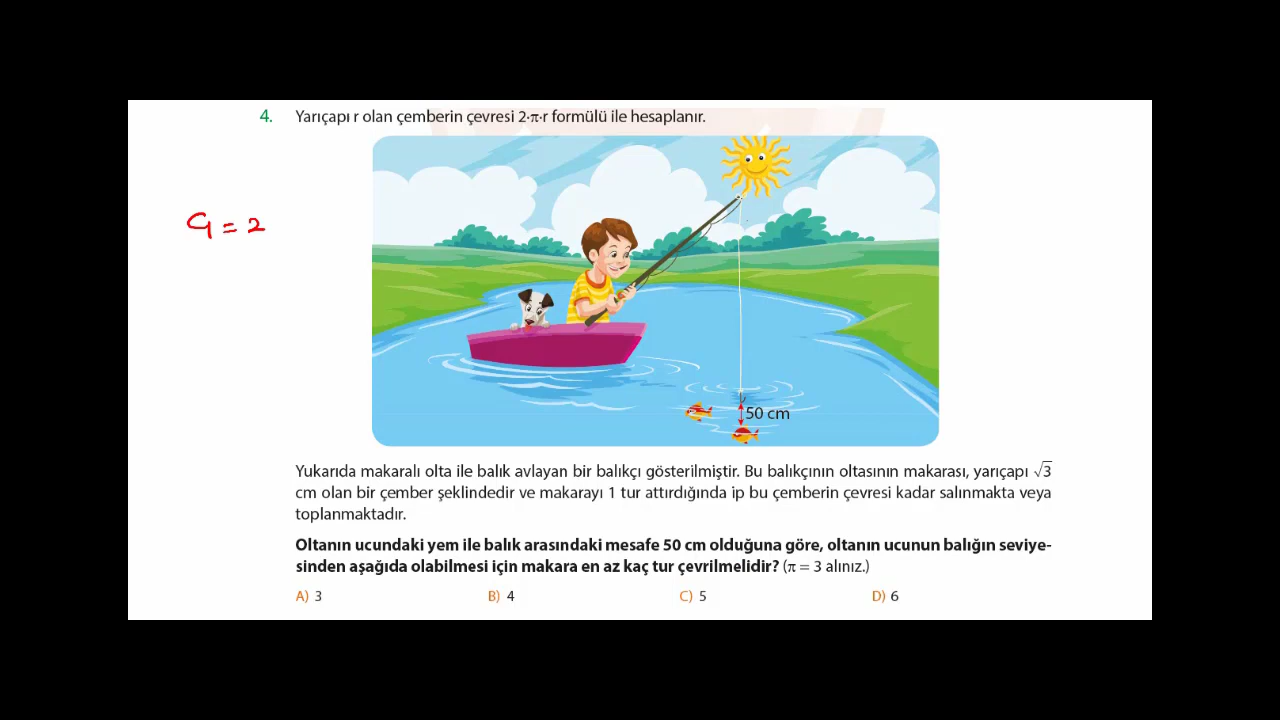 4. Yarıçapı r olan çemberin çevresi 2·π·r formülü ile hesaplanır.
Ç = 2
50 cm
Yukarıda makaralı olta ile balık avlayan bir balıkçı gösterilmiştir. Bu balıkçının oltasının makarası, yarıçapı √3
cm olan bir çember şeklindedir ve makarayı 1 tur attırdığında ip bu çemberin çevresi kadar salınmakta veya
toplanmaktadır.
Oltanın ucundaki yem ile balık arasındaki mesafe 50 cm olduğuna göre, oltanın ucunun balığın seviye-
sinden aşağıda olabilmesi için makara en az kaç tur çevrilmelidir? (π = 3 alınız.)
A) 3 B) 4 C) 5 D) 6